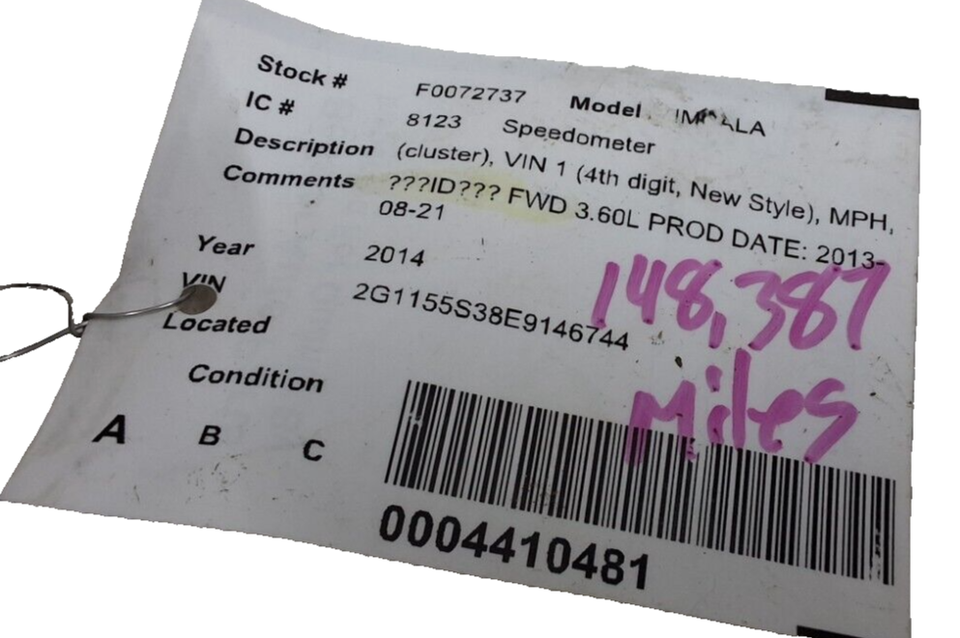 Stock # F0072737 Model IMPALA
IC # 8123 Speedometer
Description (cluster), VIN 1 (4th digit, New Style), MPH,
Comments ???ID??? FWD 3.60L PROD DATE: 2013-
08-21
Year 2014
VIN 2G1155S38E9146744
148,387
Miles
Located
Condition
A B C
0004410481